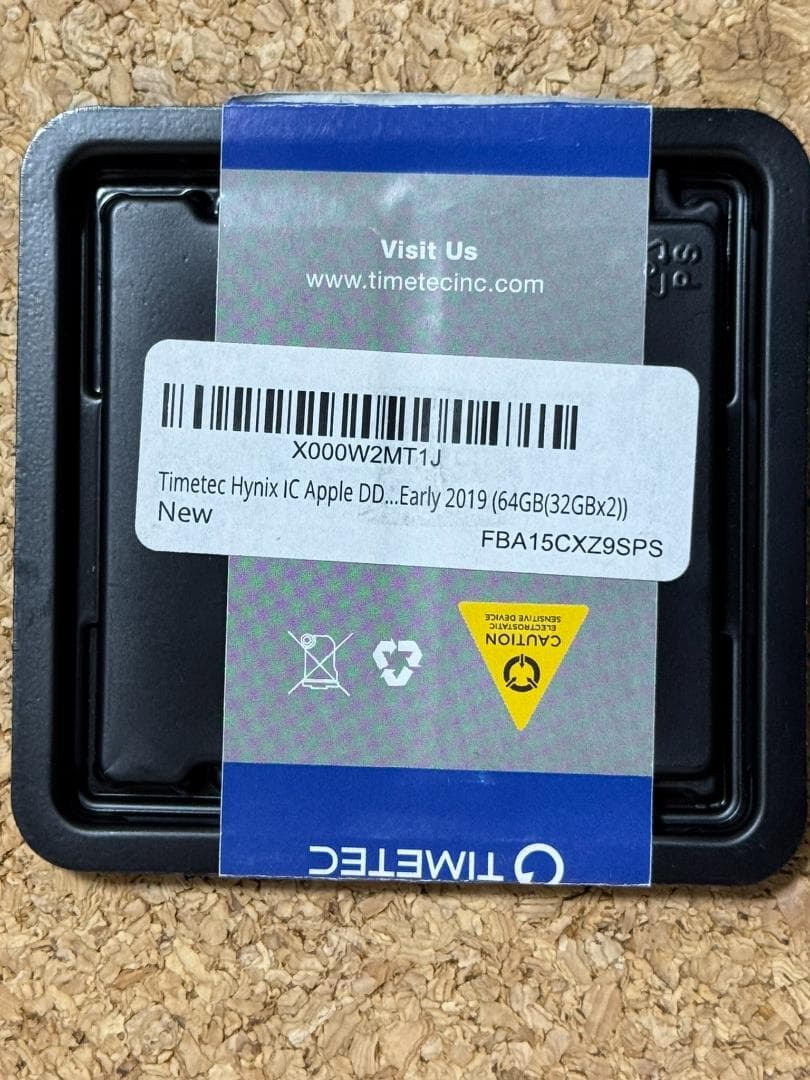 Visit Us
www.timetecinc.com
PS
X000W2MT1J
Timetec Hynix IC Apple DD...Early 2019 (64GB(32GBx2))
New
FBA15CXZ9SPS
CAUTION
ELECTROSTATIC
SENSITIVE DEVICE
TIMETEC